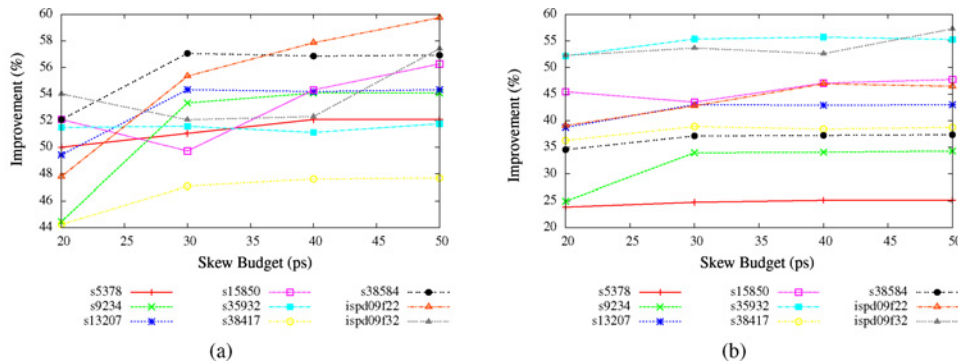 60
58
56
54
52
50
48
46
44
Improvement (%)
20 25 30 35 40 45 50
Skew Budget (ps)
s5378 s15850 s38584
s9234 s35932 ispd09f22
s13207 s38417 ispd09f32
(a)
60
55
50
45
40
35
30
25
20
Improvement (%)
20 25 30 35 40 45 50
Skew Budget (ps)
s5378 s15850 s38584
s9234 s35932 ispd09f22
s13207 s38417 ispd09f32
(b)